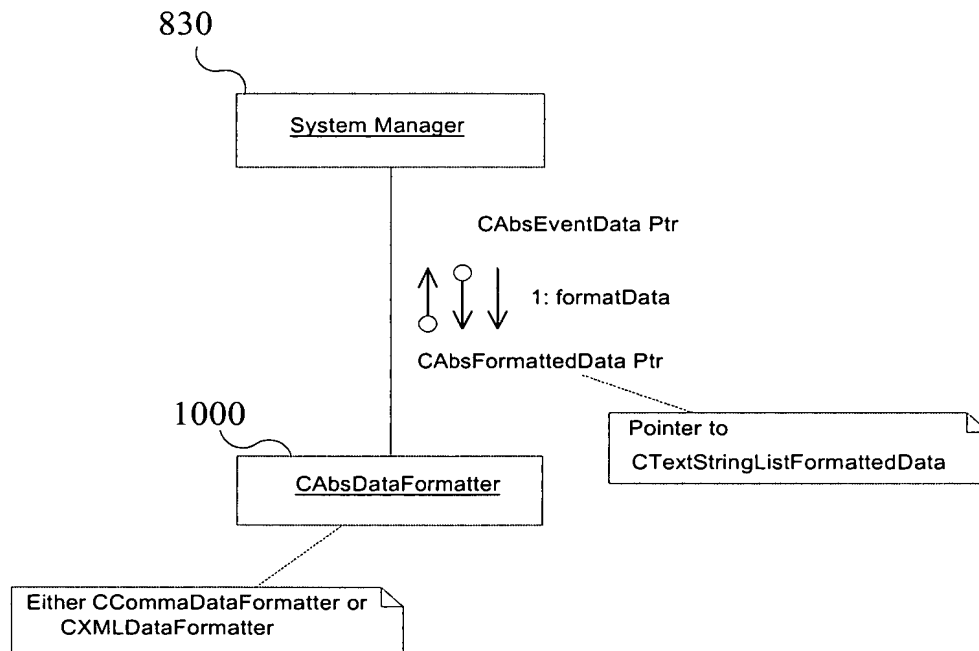 830
System Manager
CAbsEventData Ptr
1: formatData
CAbsFormattedData Ptr
1000
Pointer to
CTextStringListFormattedData
CAbsDataFormatter
Either CCommaDataFormatter or
CXMLDataFormatter